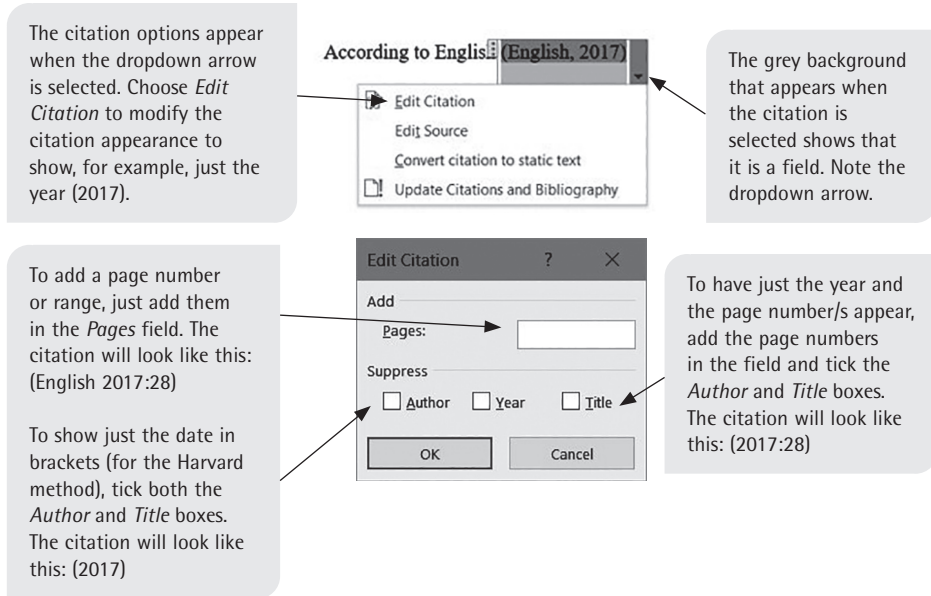 The citation options appear
when the dropdown arrow
is selected. Choose Edit
Citation to modify the
citation appearance to
show, for example, just the
year (2017).
According to Englis (English, 2017)
Edit Citation
Edit Source
Convert citation to static text
Update Citations and Bibliography
The grey background
that appears when
the citation is
selected shows that
it is a field. Note the
dropdown arrow.
To add a page number
or range, just add them
in the Pages field. The
citation will look like this:
(English 2017:28)
To show just the date in
brackets (for the Harvard
method), tick both the
Author and Title boxes.
The citation will look like
this: (2017)
Edit Citation ? ×
Add
Pages:
Suppress
Author Year Title
OK Cancel
To have just the year and
the page number/s appear,
add the page numbers
in the field and tick the
Author and Title boxes.
The citation will look like
this: (2017:28)